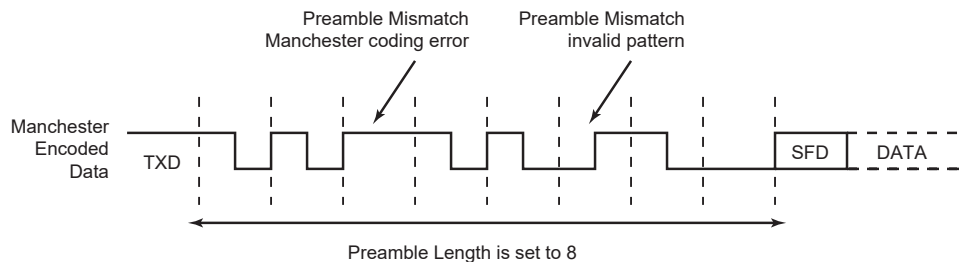 Preamble Mismatch
Manchester coding error
Preamble Mismatch
invalid pattern
Manchester
Encoded
Data
TXD
SFD
DATA
Preamble Length is set to 8